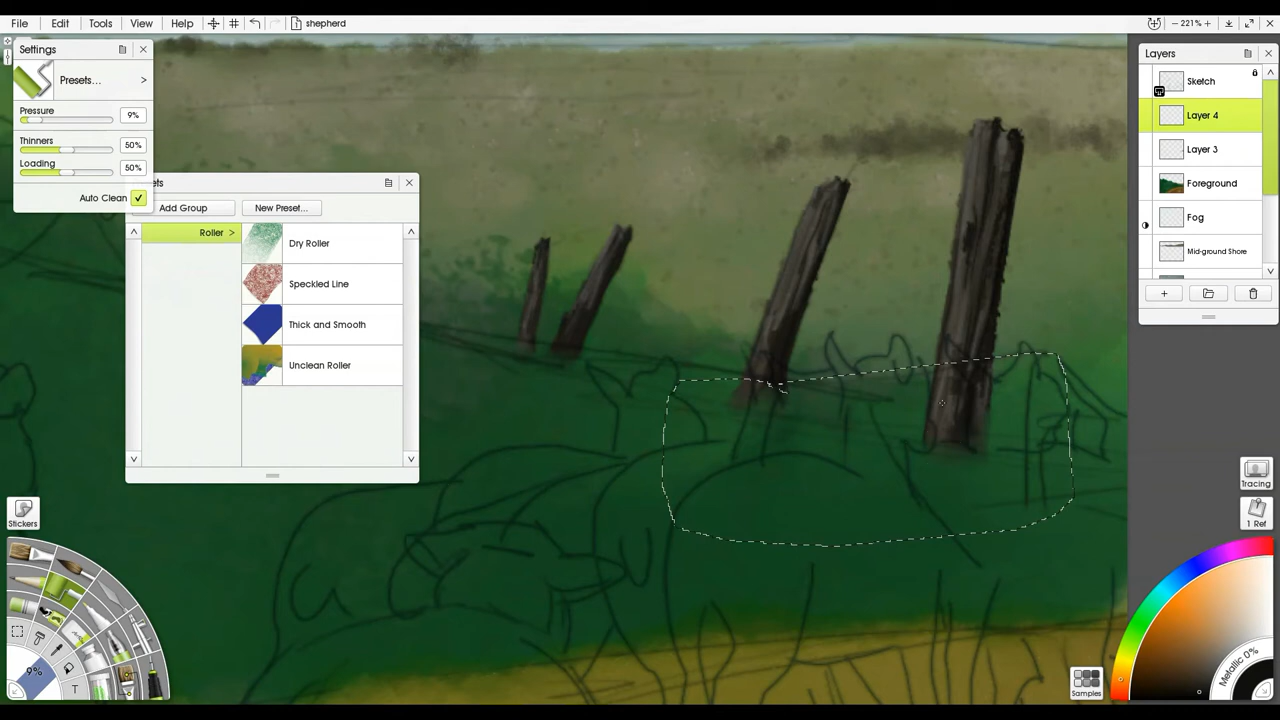 File Edit Tools View Help shepherd 221%
Settings
Presets...
Pressure
9%
Thinners
50%
Loading
50%
Auto Clean
ets
Add Group
New Preset...
Roller >
Dry Roller
Speckled Line
Thick and Smooth
Unclean Roller
Layers
Sketch
Layer 4
Layer 3
Foreground
Fog
Mid-ground Shore
Tracing
1 Ref
Stickers
9%
T
Samples
Metallic 0%